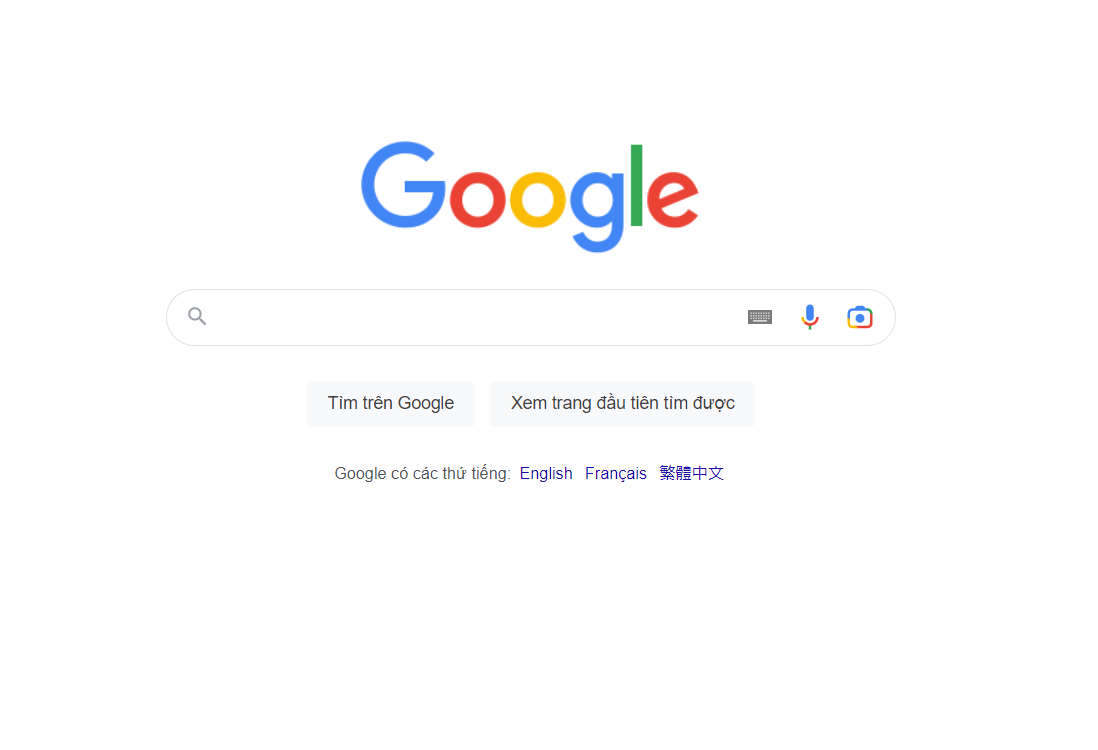 Google
Tìm trên Google Xem trang đầu tiên tìm được
Google có các thứ tiếng: English Français 繁體中文